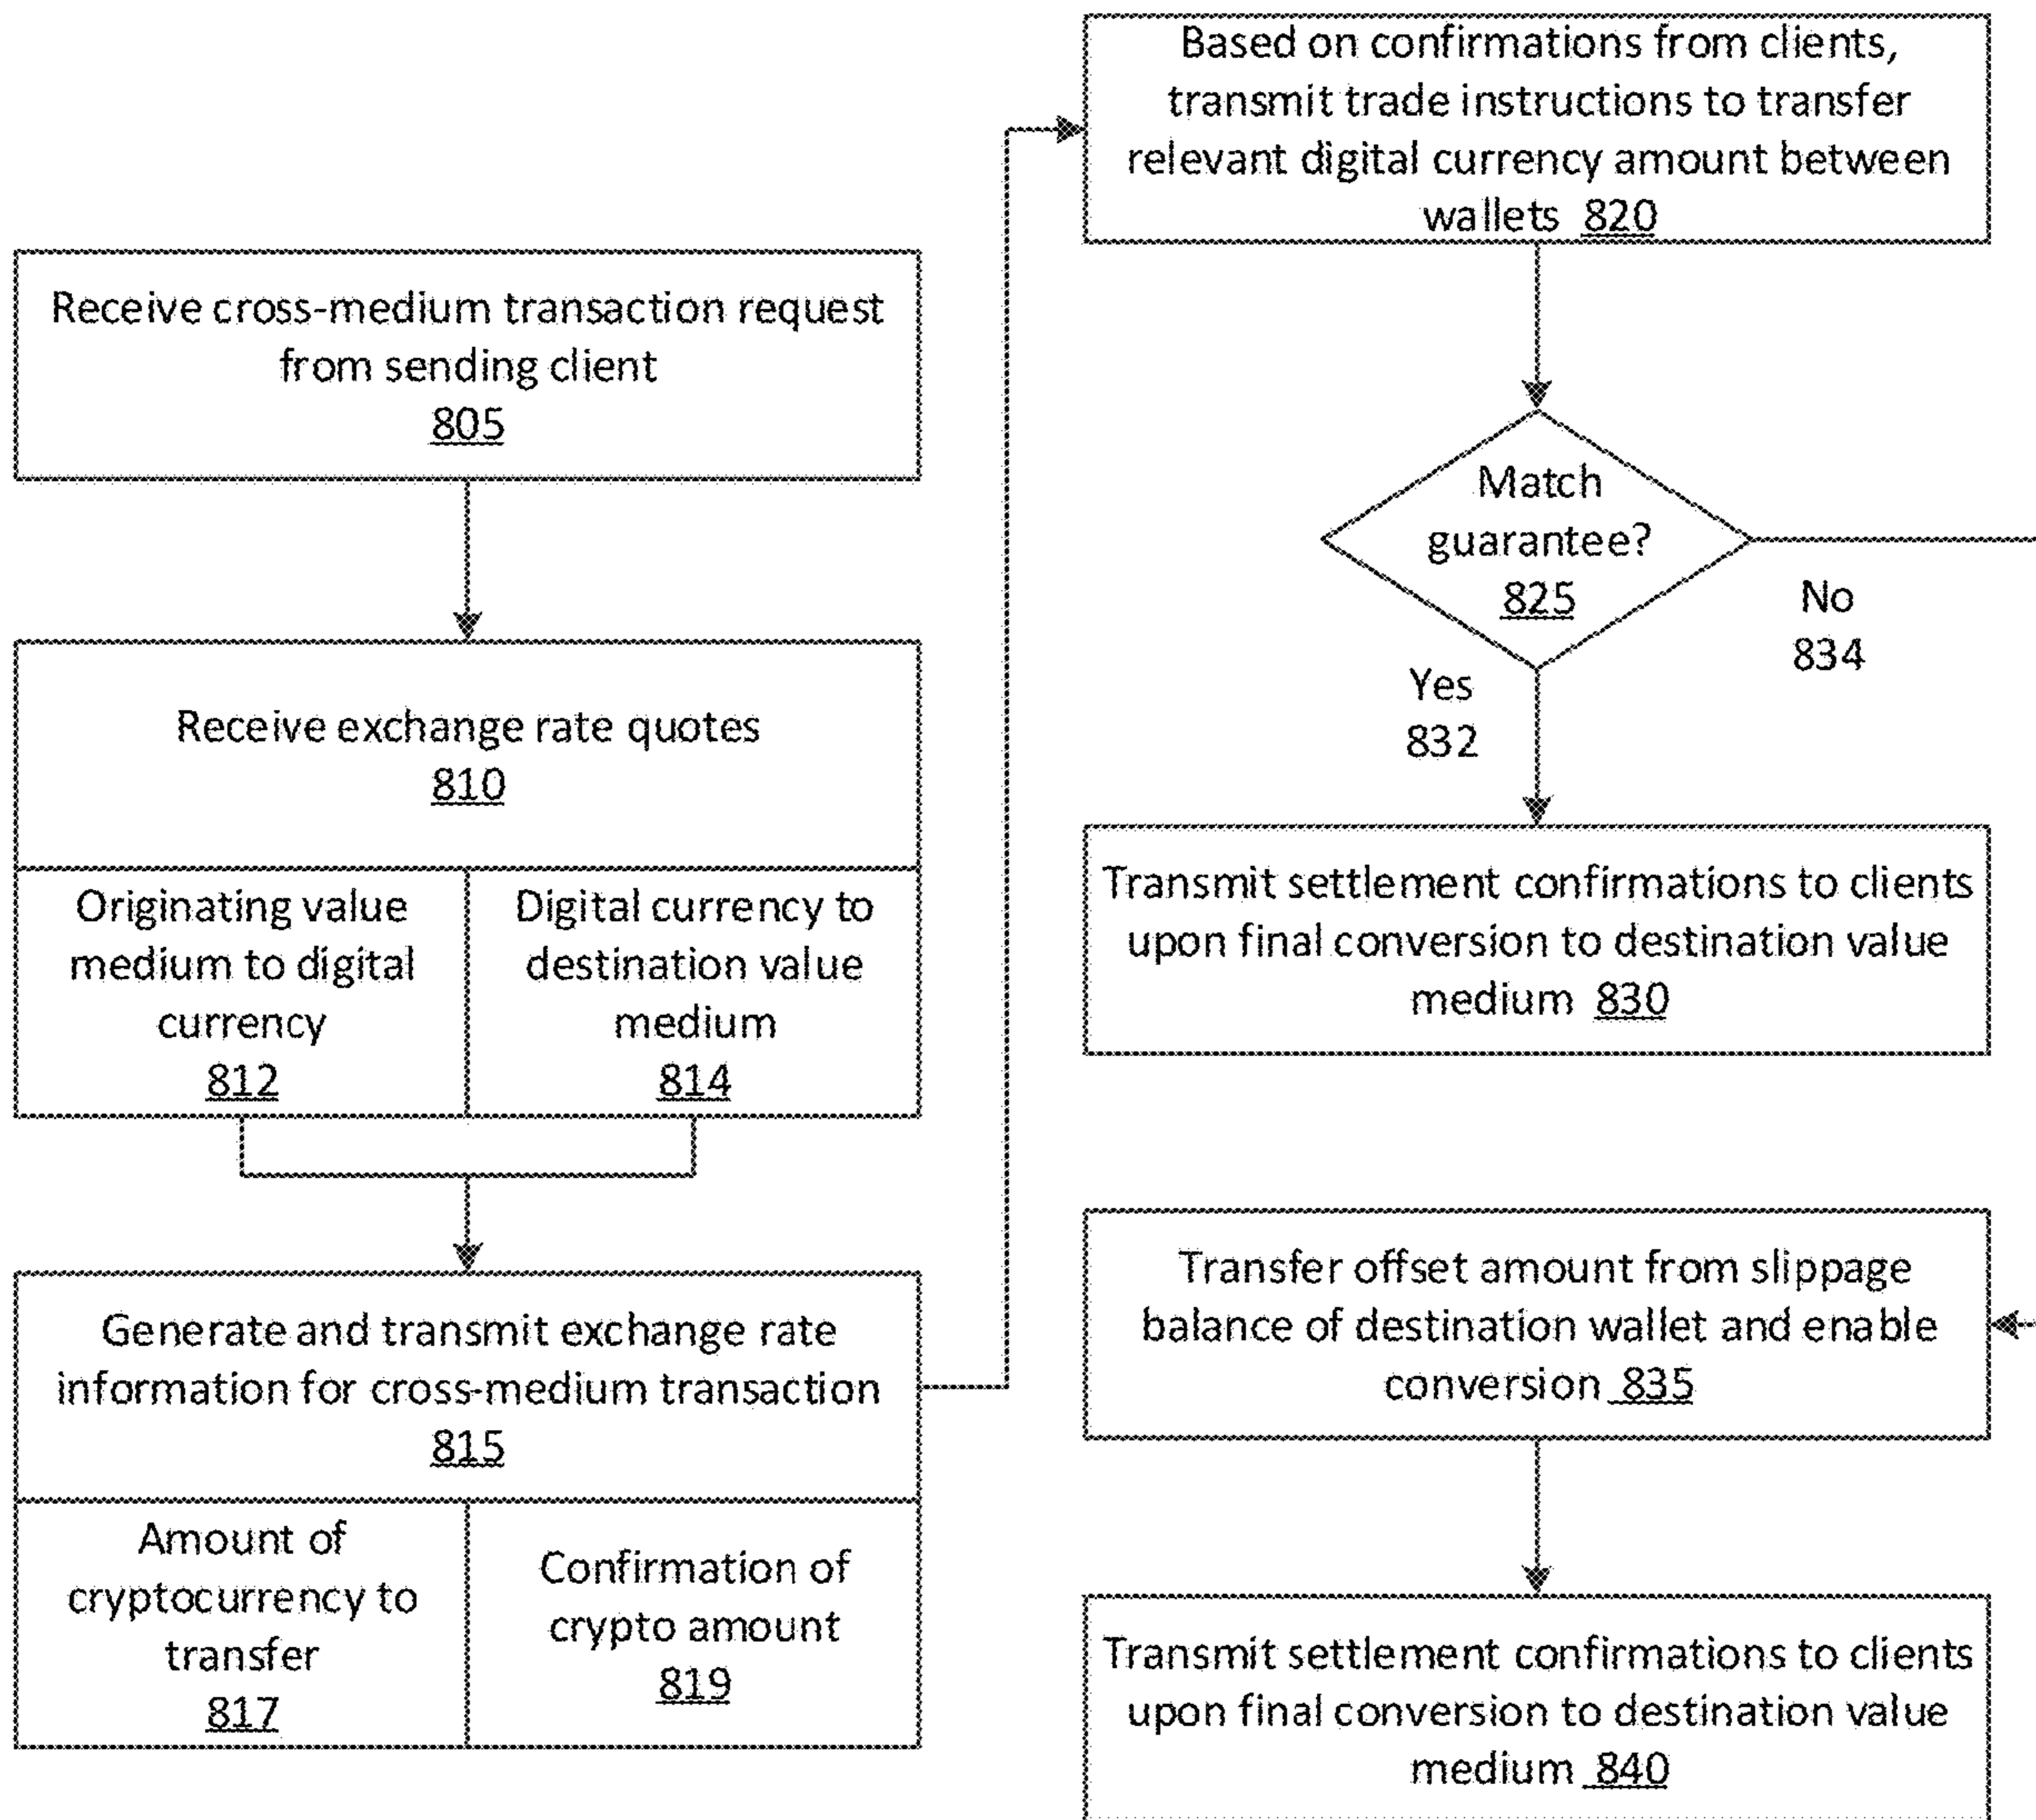 Receive cross-medium transaction request
from sending client
805
Receive exchange rate quotes
810
Originating value
medium to digital
currency
812
Digital currency to
destination value
medium
814
Generate and transmit exchange rate
information for cross-medium transaction
815
Amount of
cryptocurrency to
transfer
817
Confirmation of
crypto amount
819
Based on confirmations from clients,
transmit trade instructions to transfer
relevant digital currency amount between
wallets 820
Match
guarantee?
825
No
834
Yes
832
Transmit settlement confirmations to clients
upon final conversion to destination value
medium 830
Transfer offset amount from slippage
balance of destination wallet and enable
conversion 835
Transmit settlement confirmations to clients
upon final conversion to destination value
medium 840